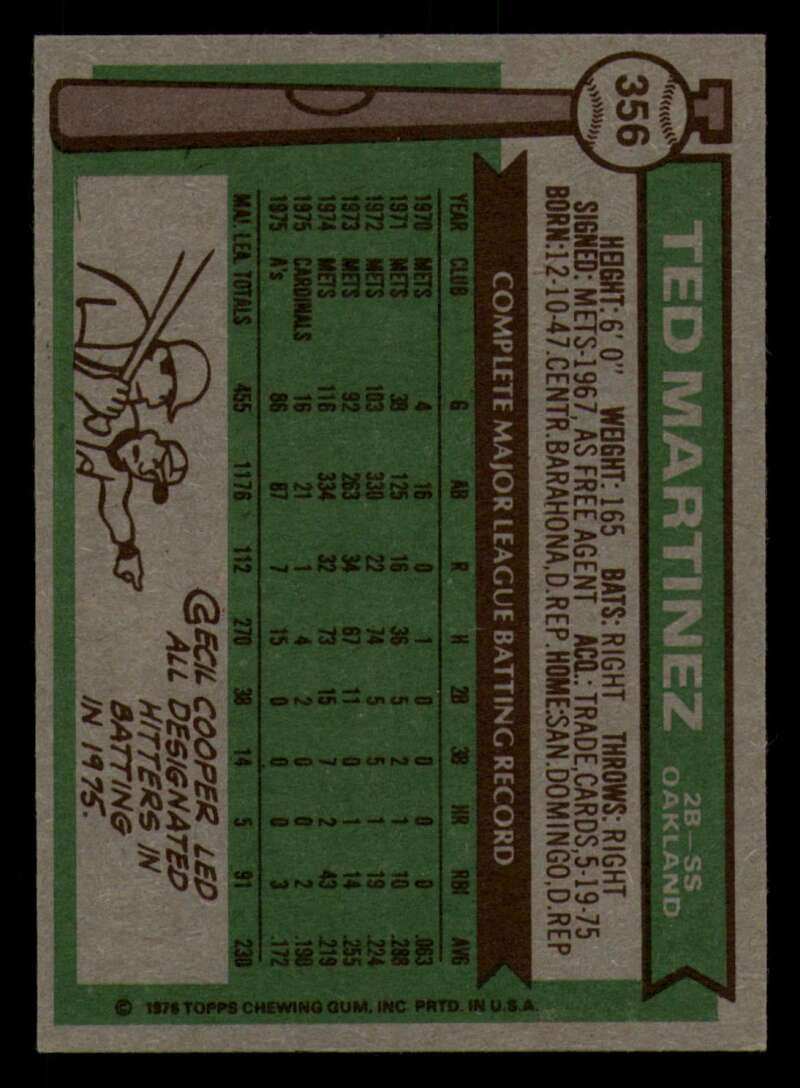 356
TED MARTINEZ 2B—SS
OAKLAND
HEIGHT: 6' 0" WEIGHT: 165 BATS: RIGHT THROWS: RIGHT
SIGNED: METS-1967, AS FREE AGENT ACQ.: TRADE, CARDS, 5-19-75
BORN: 12-10-47. CENTR. BARAHONA, D. REP. HOME: SAN. DOMINGO, D. REP
COMPLETE MAJOR LEAGUE BATTING RECORD
YEAR CLUB G AB R H 2B 3B HR RBI AVG
1970 METS 4 16 0 1 0 0 0 0 .063
1971 METS 38 125 16 36 5 2 1 10 .288
1972 METS 103 330 22 74 5 5 1 19 .224
1973 METS 92 263 34 67 11 0 1 14 .255
1974 METS 116 334 32 73 15 7 2 43 .219
1975 CARDINALS 16 21 1 4 2 0 0 2 .190
1975 A's 86 87 7 15 0 0 0 3 .172
MAJ. LEA. TOTALS 455 1176 112 270 38 14 5 91 .230
CECIL COOPER LED
ALL DESIGNATED
HITTERS IN
BATTING
IN 1975.
© 1976 TOPPS CHEWING GUM, INC. PRTD. IN U.S.A.